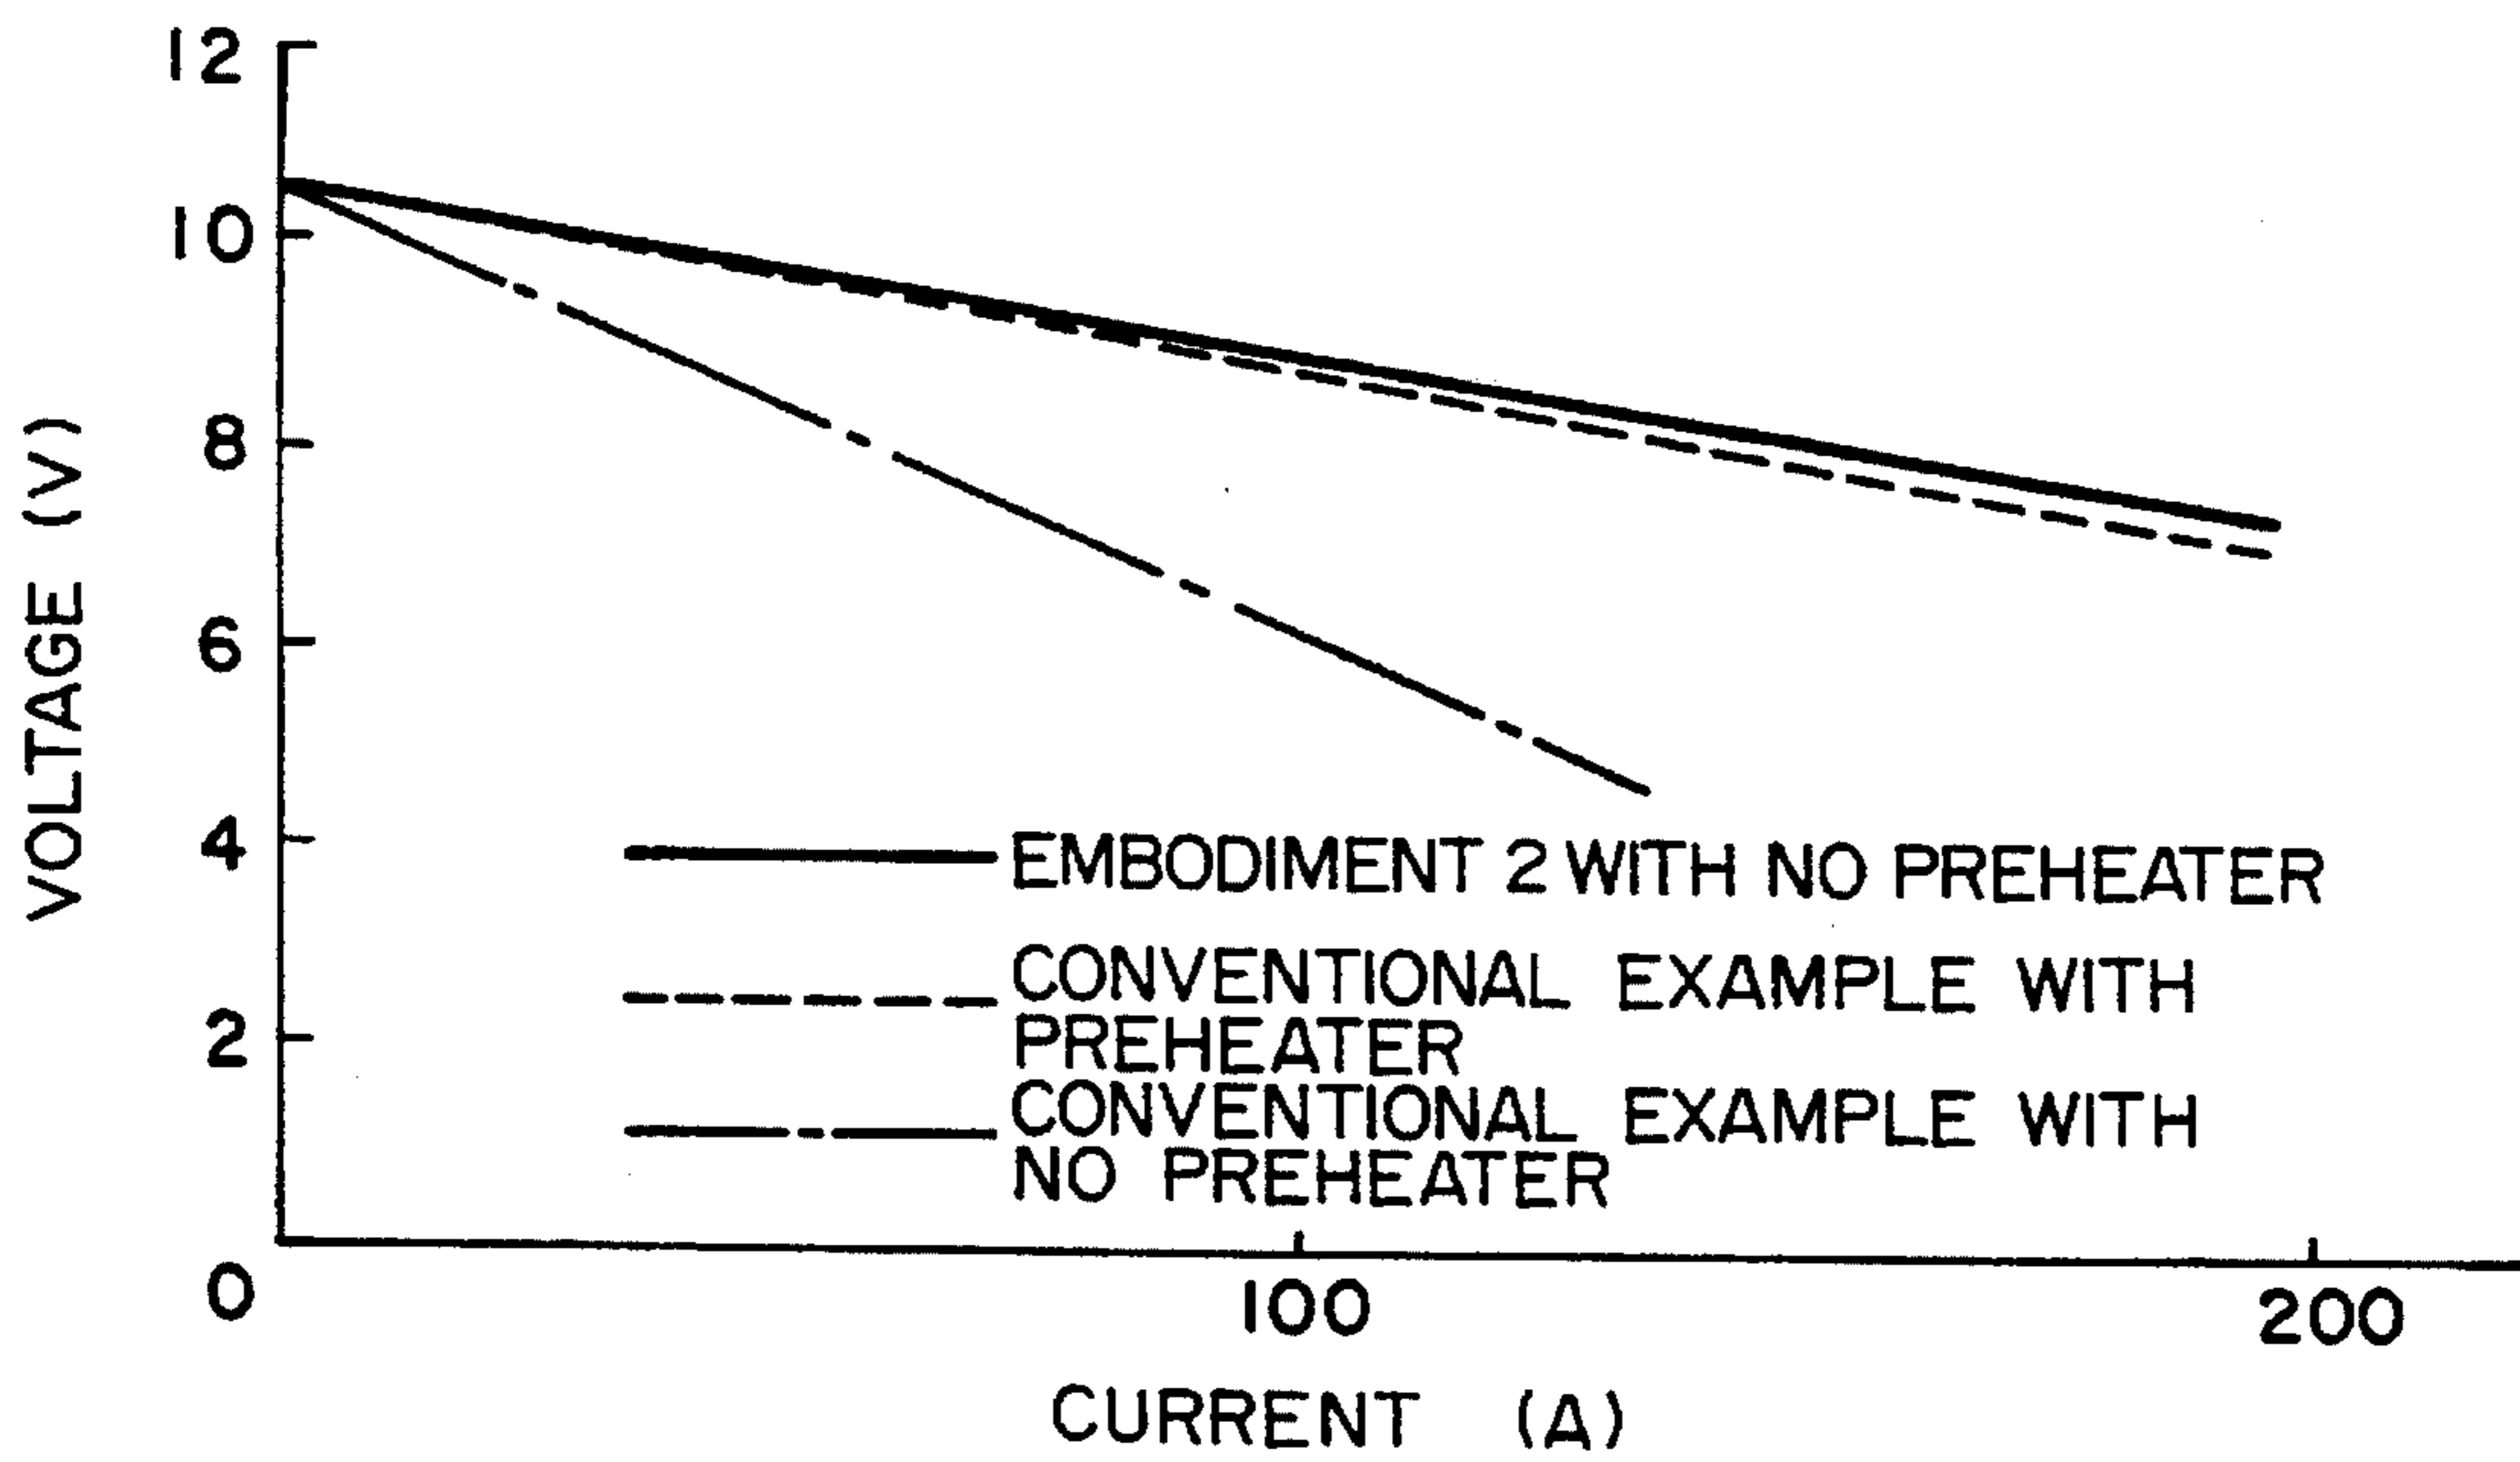 12
10
8
6
4
2
0
VOLTAGE (V)
EMBODIMENT 2 WITH NO PREHEATER
CONVENTIONAL EXAMPLE WITH
PREHEATER
CONVENTIONAL EXAMPLE WITH
NO PREHEATER
100
200
CURRENT (A)